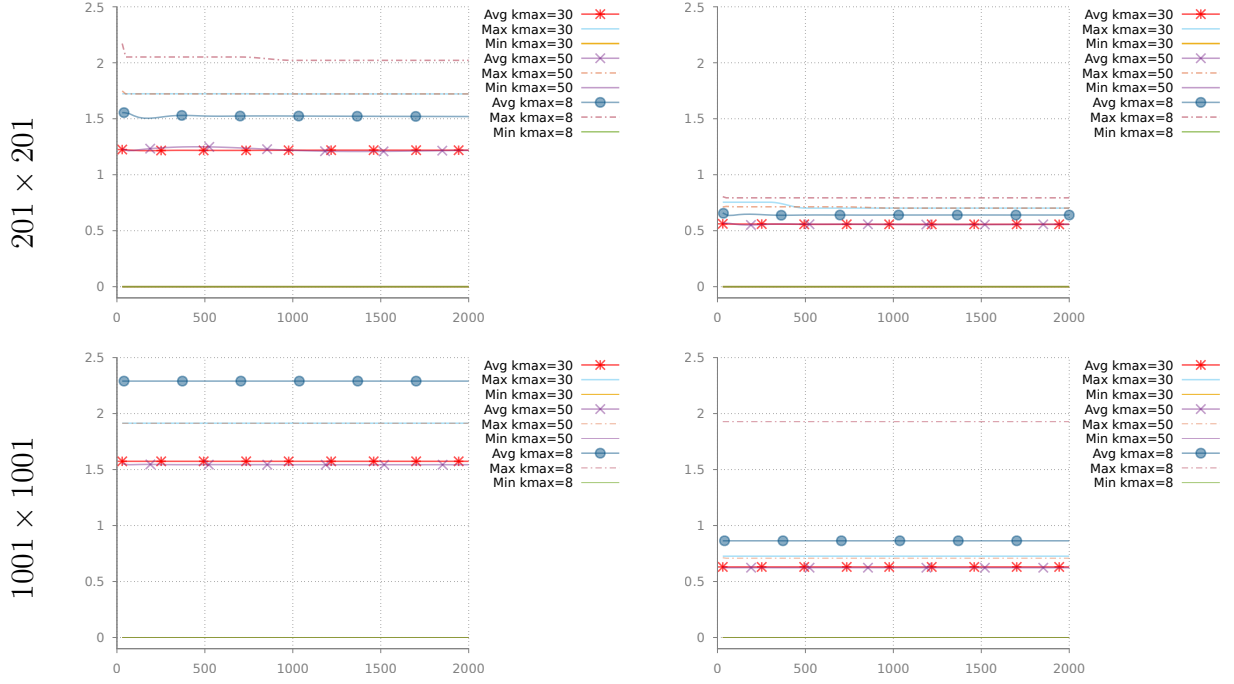 201 × 201
2.5
2
1.5
1
0.5
0
0 500 1000 1500 2000
Avg kmax=30
Max kmax=30
Min kmax=30
Avg kmax=50
Max kmax=50
Min kmax=50
Avg kmax=8
Max kmax=8
Min kmax=8
2.5
2
1.5
1
0.5
0
0 500 1000 1500 2000
Avg kmax=30
Max kmax=30
Min kmax=30
Avg kmax=50
Max kmax=50
Min kmax=50
Avg kmax=8
Max kmax=8
Min kmax=8
1001 × 1001
2.5
2
1.5
1
0.5
0
0 500 1000 1500 2000
Avg kmax=30
Max kmax=30
Min kmax=30
Avg kmax=50
Max kmax=50
Min kmax=50
Avg kmax=8
Max kmax=8
Min kmax=8
2.5
2
1.5
1
0.5
0
0 500 1000 1500 2000
Avg kmax=30
Max kmax=30
Min kmax=30
Avg kmax=50
Max kmax=50
Min kmax=50
Avg kmax=8
Max kmax=8
Min kmax=8